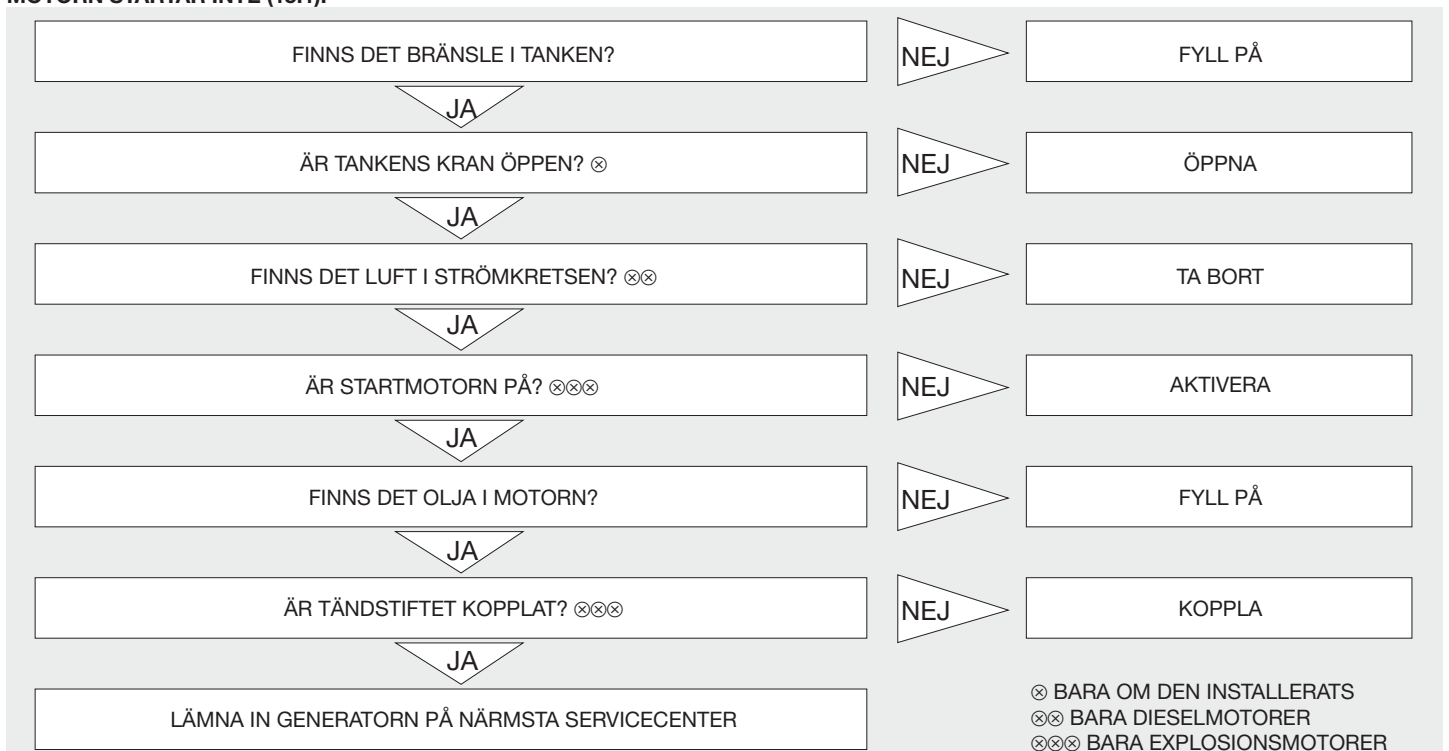 FINNS DET BRÄNSLE I TANKEN?
NEJ
FYLL PÅ
JA
ÄR TANKENS KRAN ÖPPEN? ⊗
NEJ
ÖPPNA
JA
FINNS DET LUFT I STRÖMKRETSEN? ⊗⊗
NEJ
TA BORT
JA
ÄR STARTMOTORN PÅ? ⊗⊗⊗
NEJ
AKTIVERA
JA
FINNS DET OLJA I MOTORN?
NEJ
FYLL PÅ
JA
ÄR TÄNDSTIFTET KOPPLAT? ⊗⊗⊗
NEJ
KOPPLA
JA
LÄMNA IN GENERATORN PÅ NÄRMSTA SERVICECENTER
⊗ BARA OM DEN INSTALLERATS
⊗⊗ BARA DIESELMOTORER
⊗⊗⊗ BARA EXPLOSIONSMOTORER